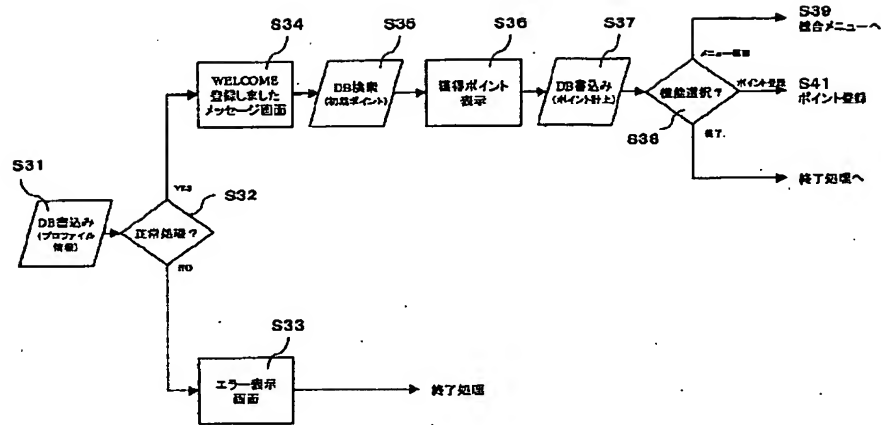 S31
DB書込み
(プロファイル
情報)
S32
正常処理?
YES
NO
S33
エラー表示
画面
終了処理
S34
WELCOME
登録しました
メッセージ画面
S35
DB検索
(初期ポイント)
S36
獲得ポイント
表示
S37
DB書込み
(ポイント計上)
機能選択?
S38
メニュー画面
S39
総合メニューへ
ポイント登録
S41
ポイント登録
終了
終了処理へ